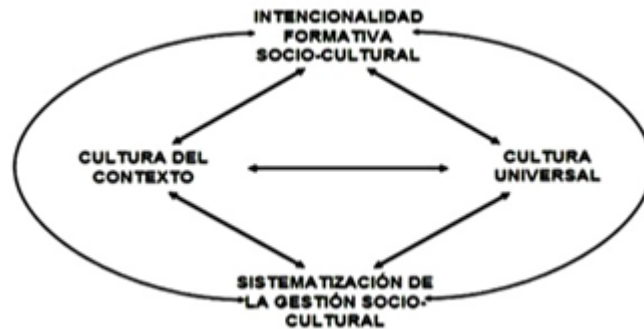 INTENCIONALIDAD
FORMATIVA
SOCIO-CULTURAL
CULTURA DEL
CONTEXTO
CULTURA
UNIVERSAL
SISTEMATIZACIÓN DE
LA GESTIÓN SOCIO-
CULTURAL